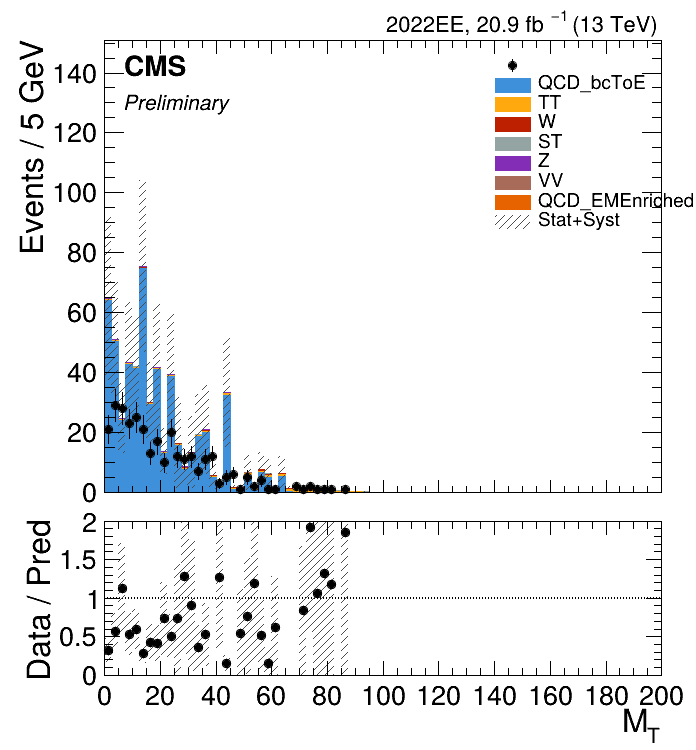 2022EE, 20.9 fb ⁻¹ (13 TeV)
Events / 5 GeV
CMS
Preliminary
QCD_bcToE
TT
W
ST
Z
VV
QCD_EMEnriched
Stat+Syst
140
120
100
80
60
40
20
0
Data / Pred
2
1.5
1
0.5
0
0 20 40 60 80 100 120 140 160 180 200
M_T